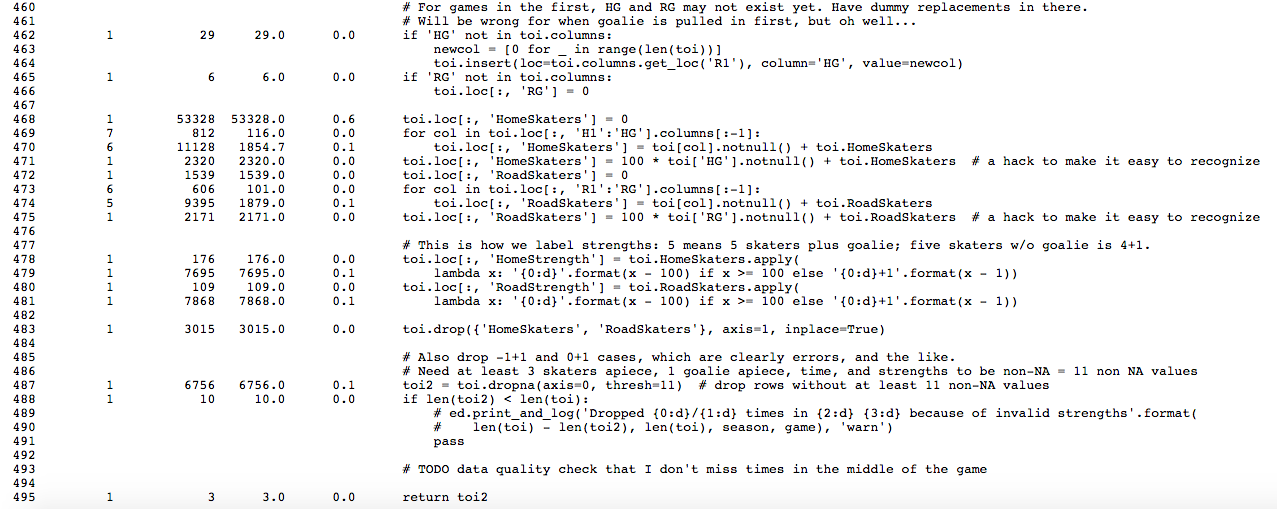 460 # For games in the first, HG and RG may not exist yet. Have dummy replacements in there.
461 # Will be wrong for when goalie is pulled in first, but oh well...
462 1 29 29.0 0.0 if 'HG' not in toi.columns:
463 newcol = [0 for _ in range(len(toi))]
464 toi.insert(loc=toi.columns.get_loc('R1'), column='HG', value=newcol)
465 1 6 6.0 0.0 if 'RG' not in toi.columns:
466 toi.loc[:, 'RG'] = 0
467
468 1 53328 53328.0 0.6 toi.loc[:, 'HomeSkaters'] = 0
469 7 812 116.0 0.0 for col in toi.loc[:, 'H1':'HG'].columns[:-1]:
470 6 11128 1854.7 0.1 toi.loc[:, 'HomeSkaters'] = toi[col].notnull() + toi.HomeSkaters
471 1 2320 2320.0 0.0 toi.loc[:, 'HomeSkaters'] = 100 * toi['HG'].notnull() + toi.HomeSkaters # a hack to make it easy to recognize
472 1 1539 1539.0 0.0 toi.loc[:, 'RoadSkaters'] = 0
473 6 606 101.0 0.0 for col in toi.loc[:, 'R1':'RG'].columns[:-1]:
474 5 9395 1879.0 0.1 toi.loc[:, 'RoadSkaters'] = toi[col].notnull() + toi.RoadSkaters
475 1 2171 2171.0 0.0 toi.loc[:, 'RoadSkaters'] = 100 * toi['RG'].notnull() + toi.RoadSkaters # a hack to make it easy to recognize
476
477 # This is how we label strengths: 5 means 5 skaters plus goalie; five skaters w/o goalie is 4+1.
478 1 176 176.0 0.0 toi.loc[:, 'HomeStrength'] = toi.HomeSkaters.apply(
479 1 7695 7695.0 0.1 lambda x: '{0:d}'.format(x - 100) if x >= 100 else '{0:d}+1'.format(x - 1))
480 1 109 109.0 0.0 toi.loc[:, 'RoadStrength'] = toi.RoadSkaters.apply(
481 1 7868 7868.0 0.1 lambda x: '{0:d}'.format(x - 100) if x >= 100 else '{0:d}+1'.format(x - 1))
482
483 1 3015 3015.0 0.0 toi.drop({'HomeSkaters', 'RoadSkaters'}, axis=1, inplace=True)
484
485 # Also drop -1+1 and 0+1 cases, which are clearly errors, and the like.
486 # Need at least 3 skaters apiece, 1 goalie apiece, time, and strengths to be non-NA = 11 non NA values
487 1 6756 6756.0 0.1 toi2 = toi.dropna(axis=0, thresh=11) # drop rows without at least 11 non-NA values
488 1 10 10.0 0.0 if len(toi2) < len(toi):
489 # ed.print_and_log('Dropped {0:d}/{1:d} times in {2:d} {3:d} because of invalid strengths'.format(
490 # len(toi) - len(toi2), len(toi), season, game), 'warn')
491 pass
492
493 # TODO data quality check that I don't miss times in the middle of the game
494
495 1 3 3.0 0.0 return toi2